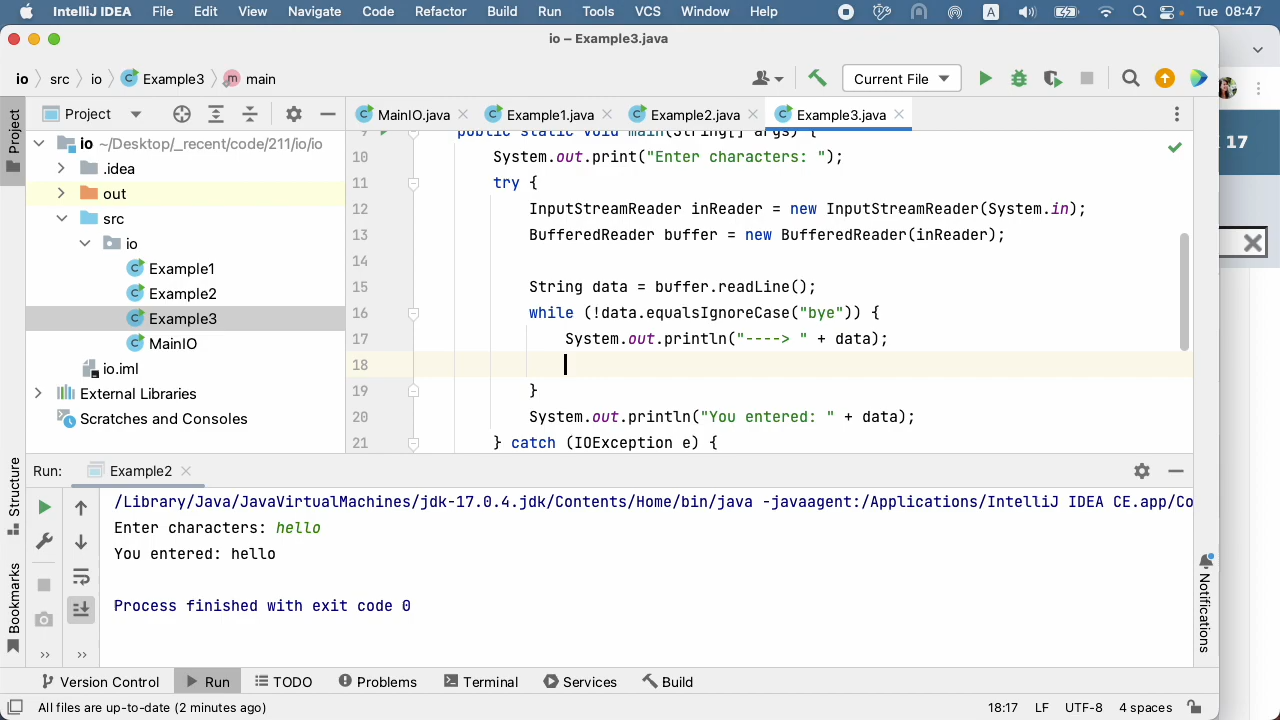 IntelliJ IDEA File Edit View Navigate Code Refactor Build Run Tools VCS Window Help A Tue 08:47
io – Example3.java
io src io Example3 main Current File
Project MainIO.java Example1.java Example2.java Example3.java
17
Project
io ~/Desktop/_recent/code/211/io/io
.idea
out
src
io
Example1
Example2
Example3
MainIO
io.iml
External Libraries
Scratches and Consoles
9 public static void main(String[] args) {
10 System.out.print("Enter characters: ");
11 try {
12 InputStreamReader inReader = new InputStreamReader(System.in);
13 BufferedReader buffer = new BufferedReader(inReader);
14
15 String data = buffer.readLine();
16 while (!data.equalsIgnoreCase("bye")) {
17 System.out.println("----> " + data);
18
19 }
20 System.out.println("You entered: " + data);
21 } catch (IOException e) {
Run: Example2
/Library/Java/JavaVirtualMachines/jdk-17.0.4.jdk/Contents/Home/bin/java -javaagent:/Applications/IntelliJ IDEA CE.app/Co
Enter characters: hello
You entered: hello
Process finished with exit code 0
Structure
Bookmarks
Notifications
Version Control Run TODO Problems Terminal Services Build
All files are up-to-date (2 minutes ago) 18:17 LF UTF-8 4 spaces